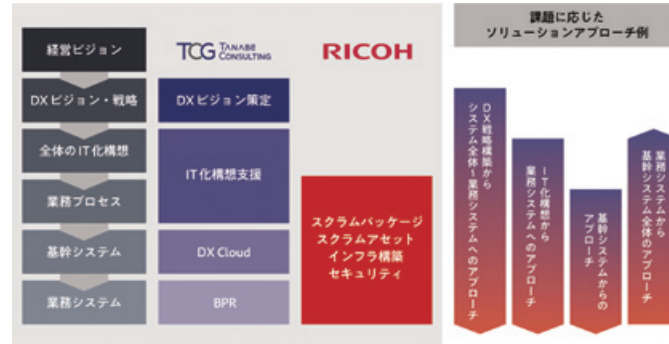 経営ビジョン
DXビジョン・戦略
全体のIT化構想
業務プロセス
基幹システム
業務システム
TCG TANABE CONSULTING
DXビジョン策定
IT化構想支援
DX Cloud
BPR
RICOH
スクラムパッケージ
スクラムアセット
インフラ構築
セキュリティ
課題に応じた
ソリューションアプローチ例
DX戦略構築から
システム全体~業務システムへのアプローチ
IT化構想から
業務システムへのアプローチ
基幹システムからの
アプローチ
業務システムから
基幹システム全体のアプローチ